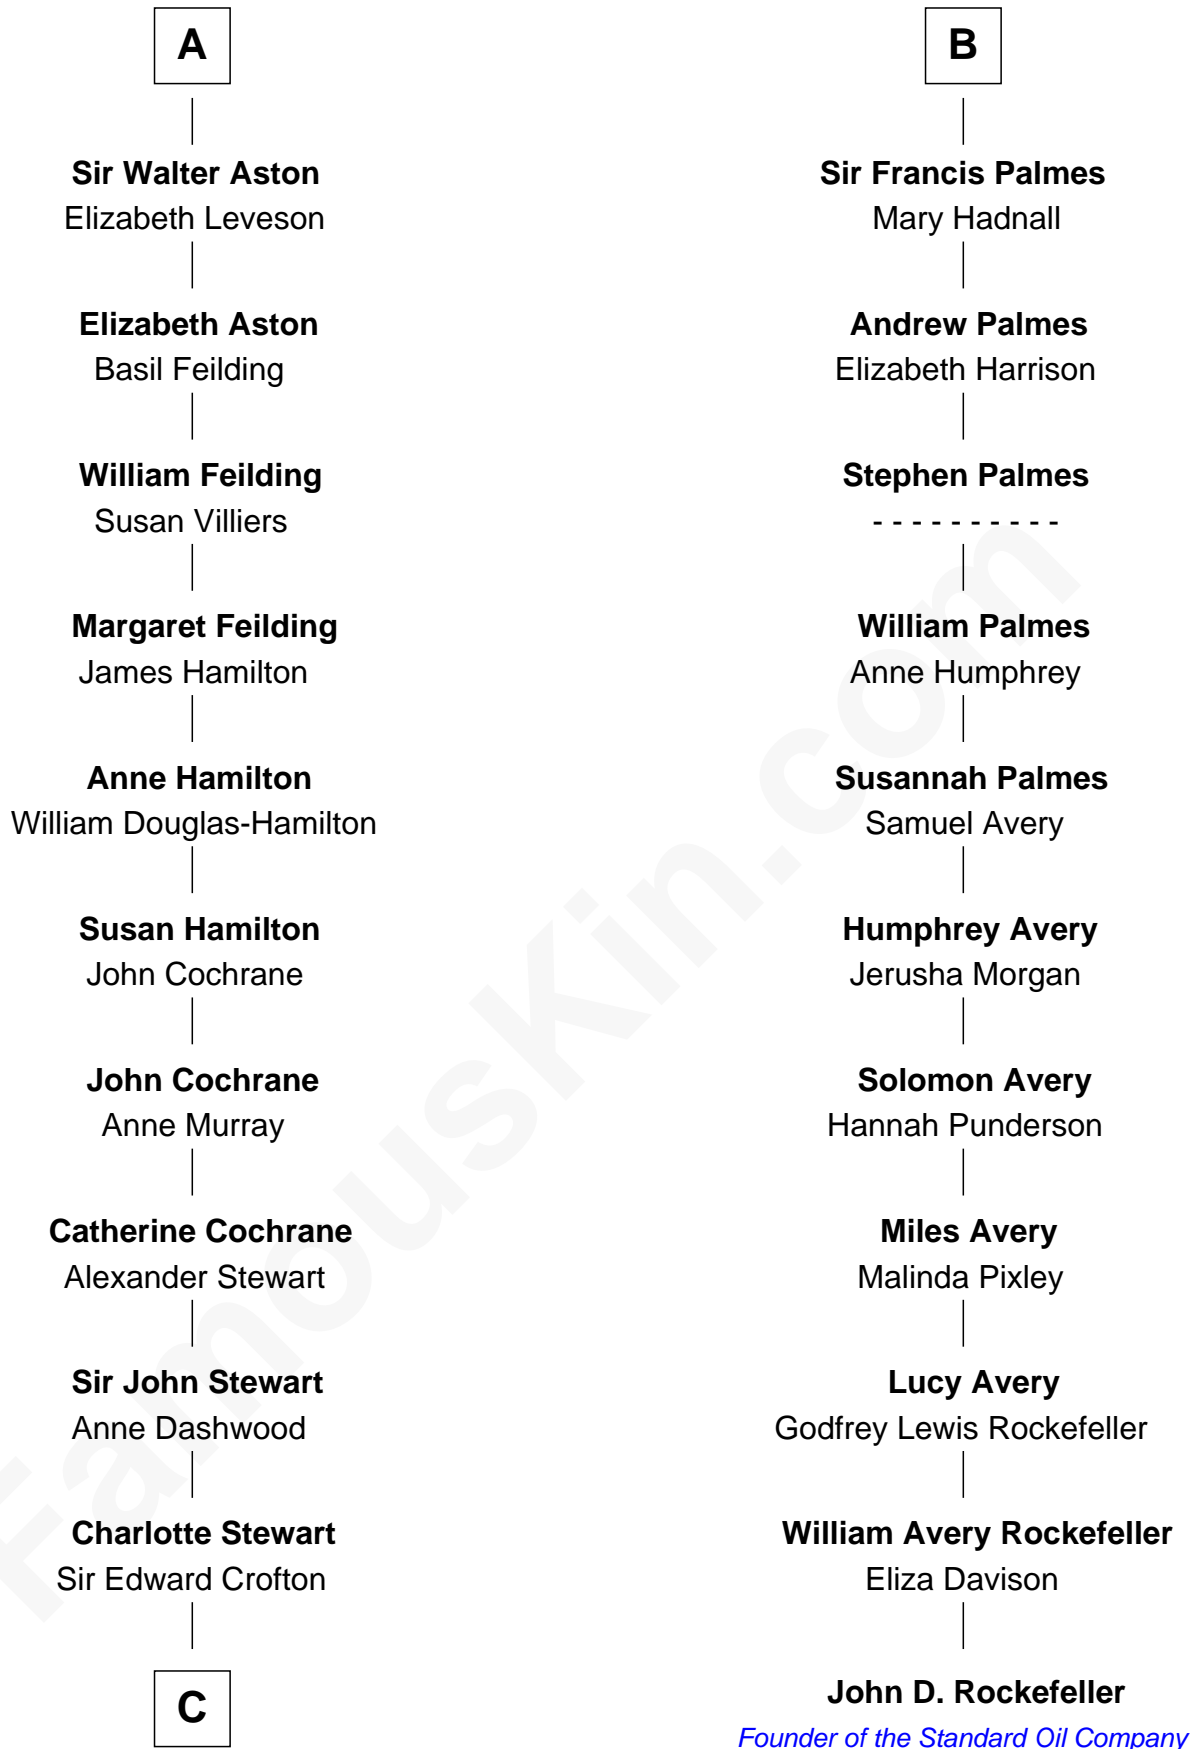 A
Sir Walter Aston
Elizabeth Leveson
Elizabeth Aston
Basil Feilding
William Feilding
Susan Villiers
Margaret Feilding
James Hamilton
Anne Hamilton
William Douglas-Hamilton
Susan Hamilton
John Cochrane
John Cochrane
Anne Murray
Catherine Cochrane
Alexander Stewart
Sir John Stewart
Anne Dashwood
Charlotte Stewart
Sir Edward Crofton
C
B
Sir Francis Palmes
Mary Hadnall
Andrew Palmes
Elizabeth Harrison
Stephen Palmes
- - - - - - - - - -
William Palmes
Anne Humphrey
Susannah Palmes
Samuel Avery
Humphrey Avery
Jerusha Morgan
Solomon Avery
Hannah Punderson
Miles Avery
Malinda Pixley
Lucy Avery
Godfrey Lewis Rockefeller
William Avery Rockefeller
Eliza Davison
John D. Rockefeller
Founder of the Standard Oil Company
FamousKin.com